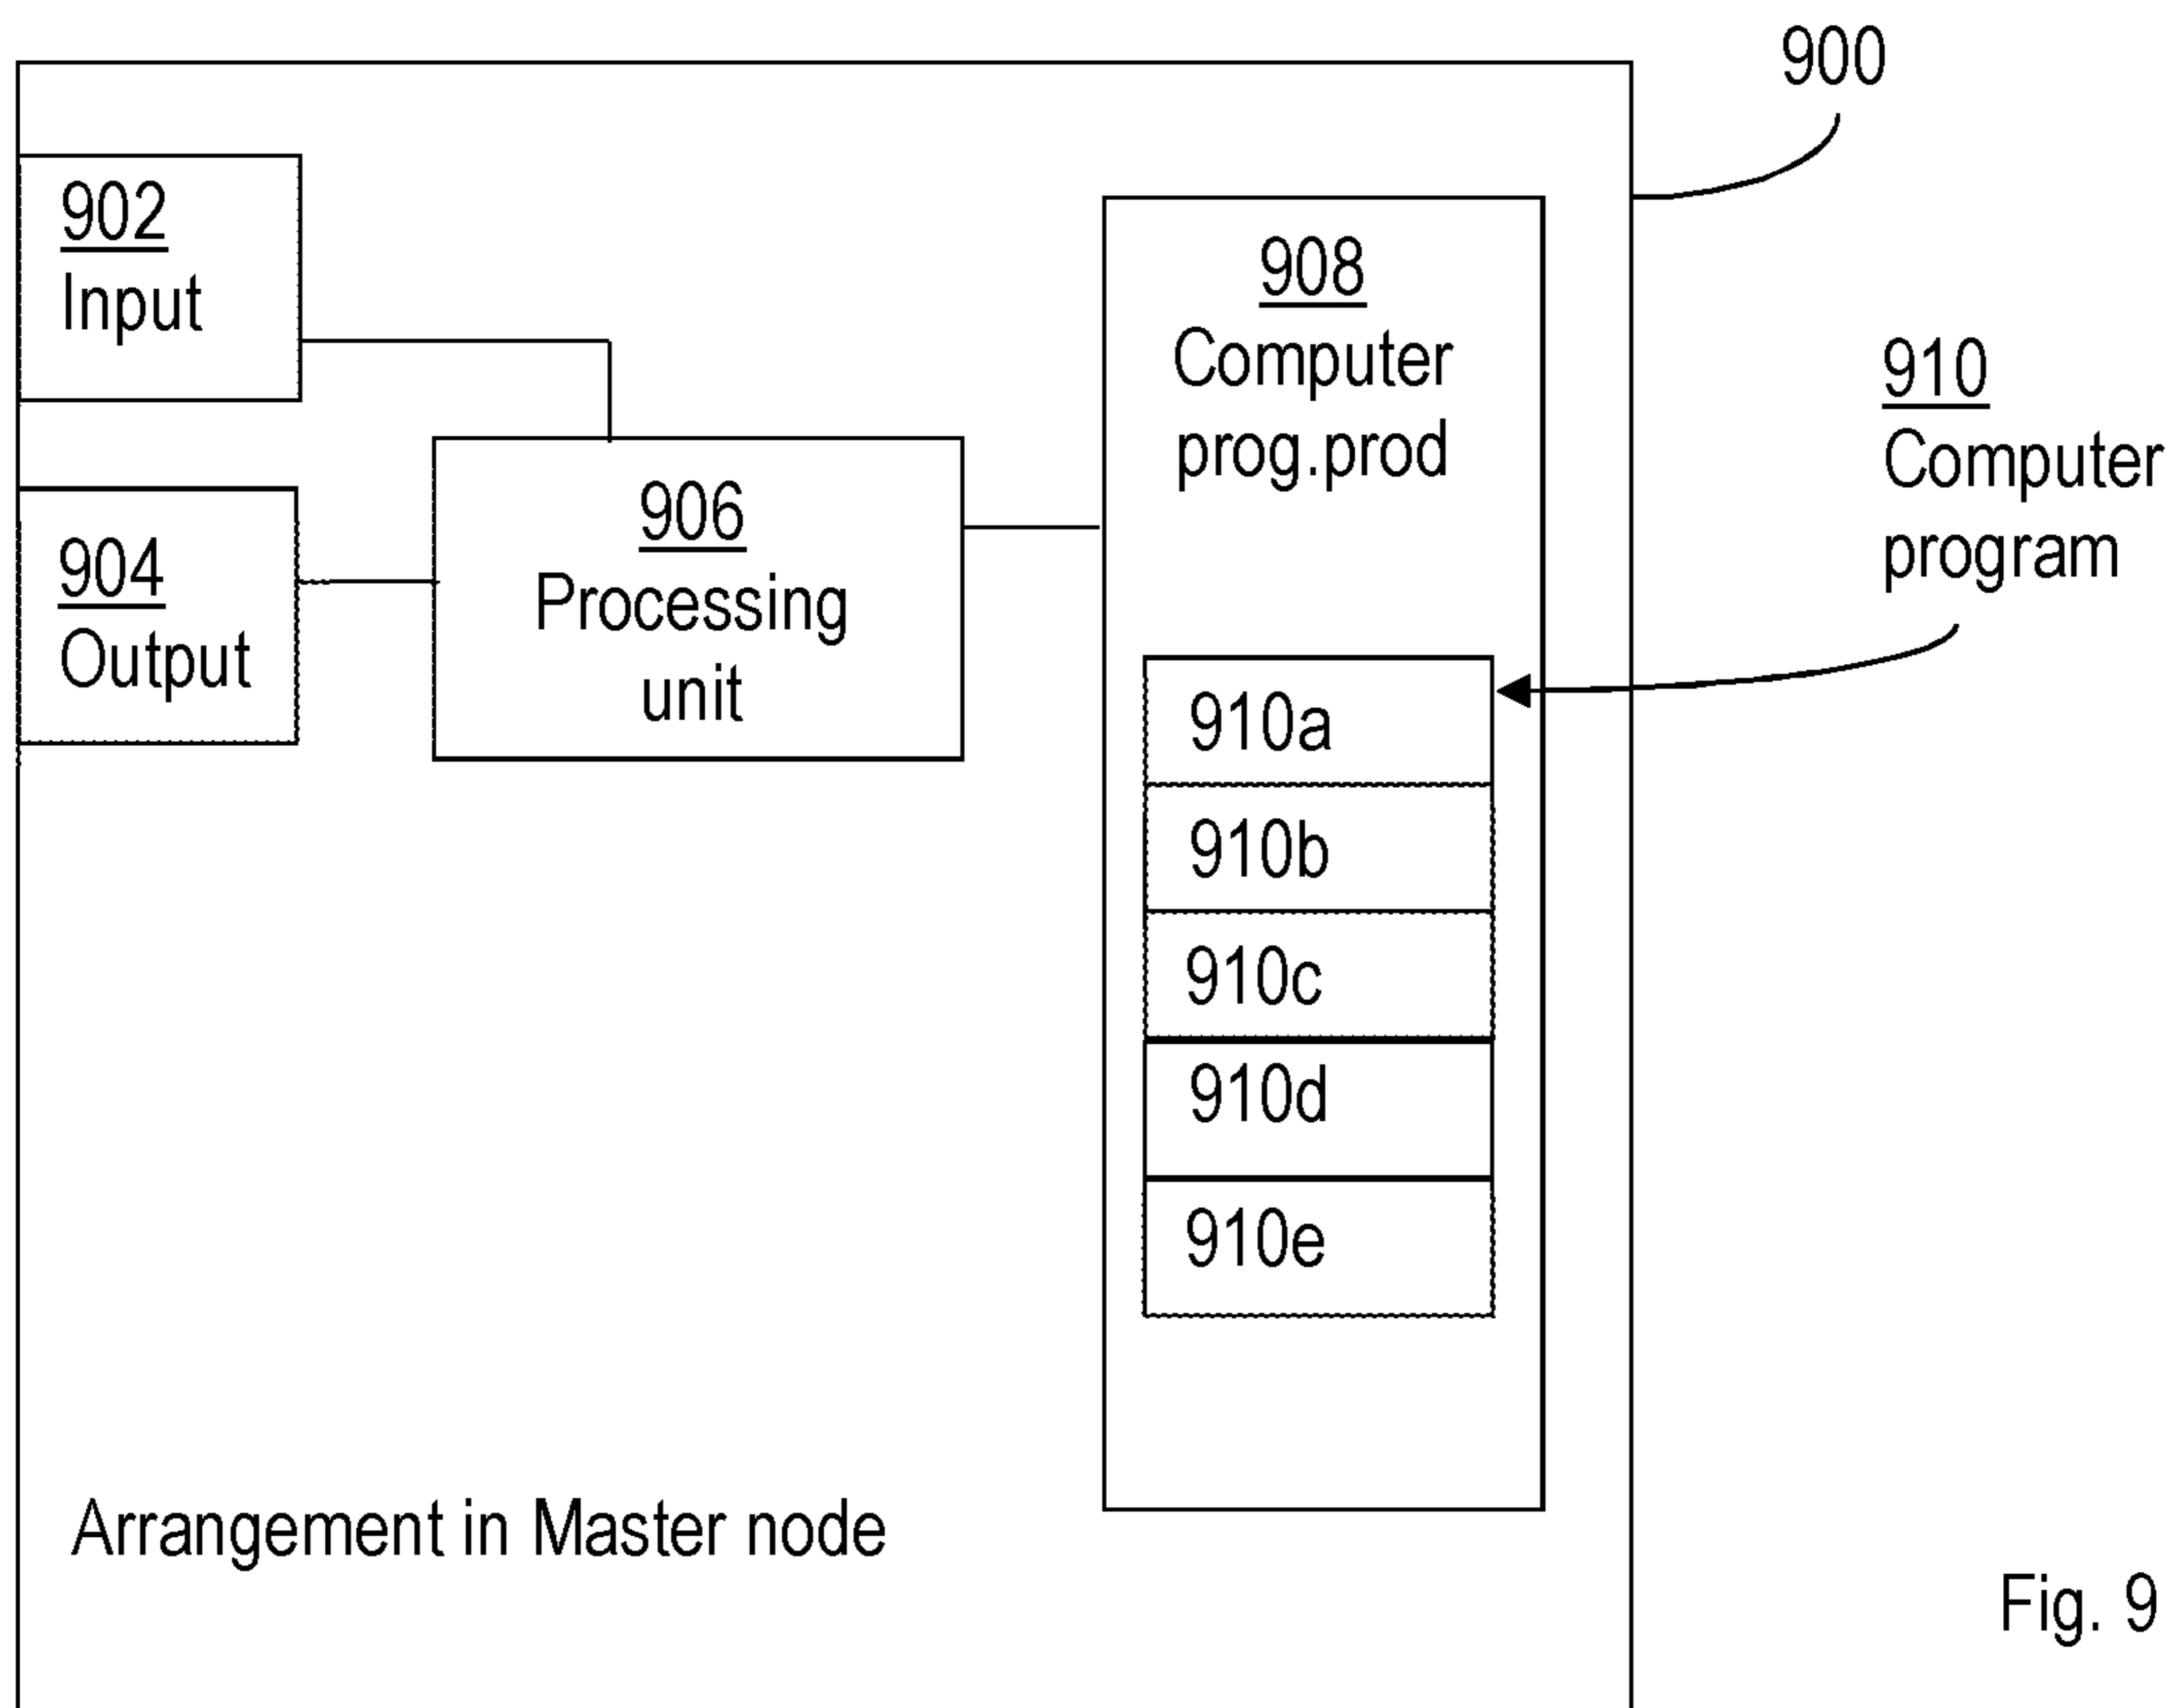 900
902
Input
904
Output
906
Processing
unit
908
Computer
prog.prod
910
Computer
program
910a
910b
910c
910d
910e
Arrangement in Master node
Fig. 9